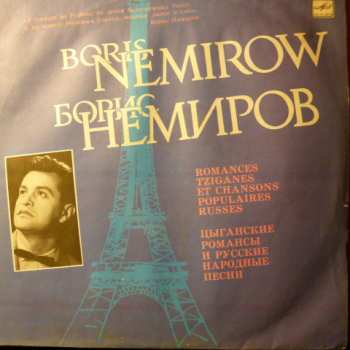 BORIS
NEMIROW
БОРИС
НЕМИРОВ
ROMANCES
TZIGANES
ET CHANSONS
POPULAIRES
RUSSES
ЦЫГАНСКИЕ
РОМАНСЫ
И РУССКИЕ
НАРОДНЫЕ
ПЕСНИ